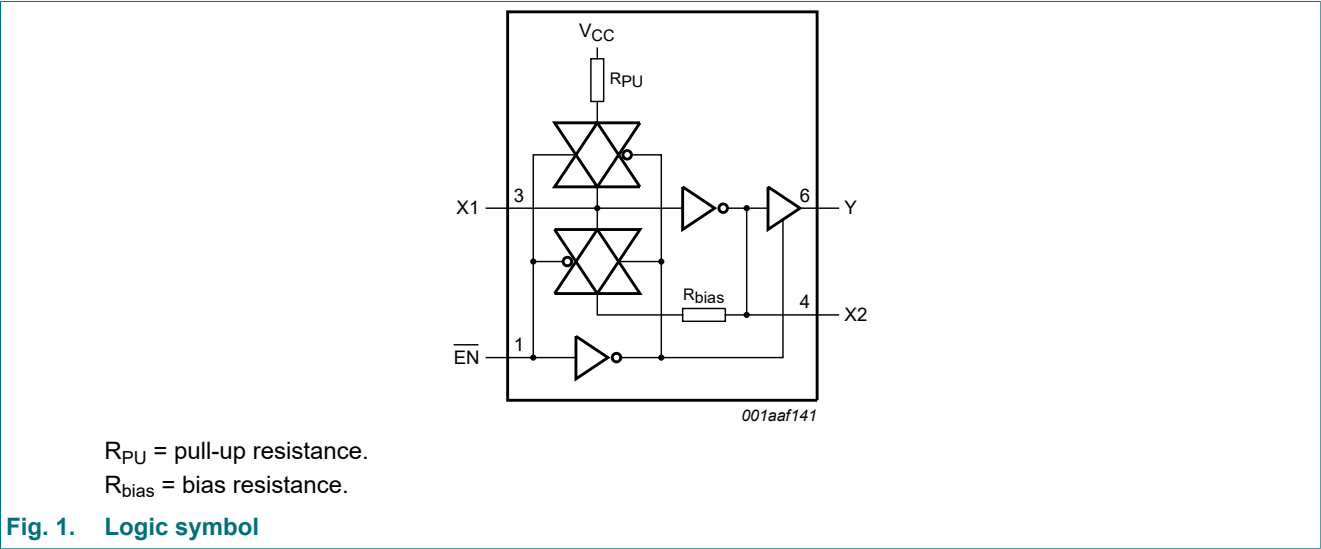 VCC
RPU
X1 3 6 Y
Rbias
4 X2
EN 1
001aaf141
RPU = pull-up resistance.
Rbias = bias resistance.
Fig. 1. Logic symbol